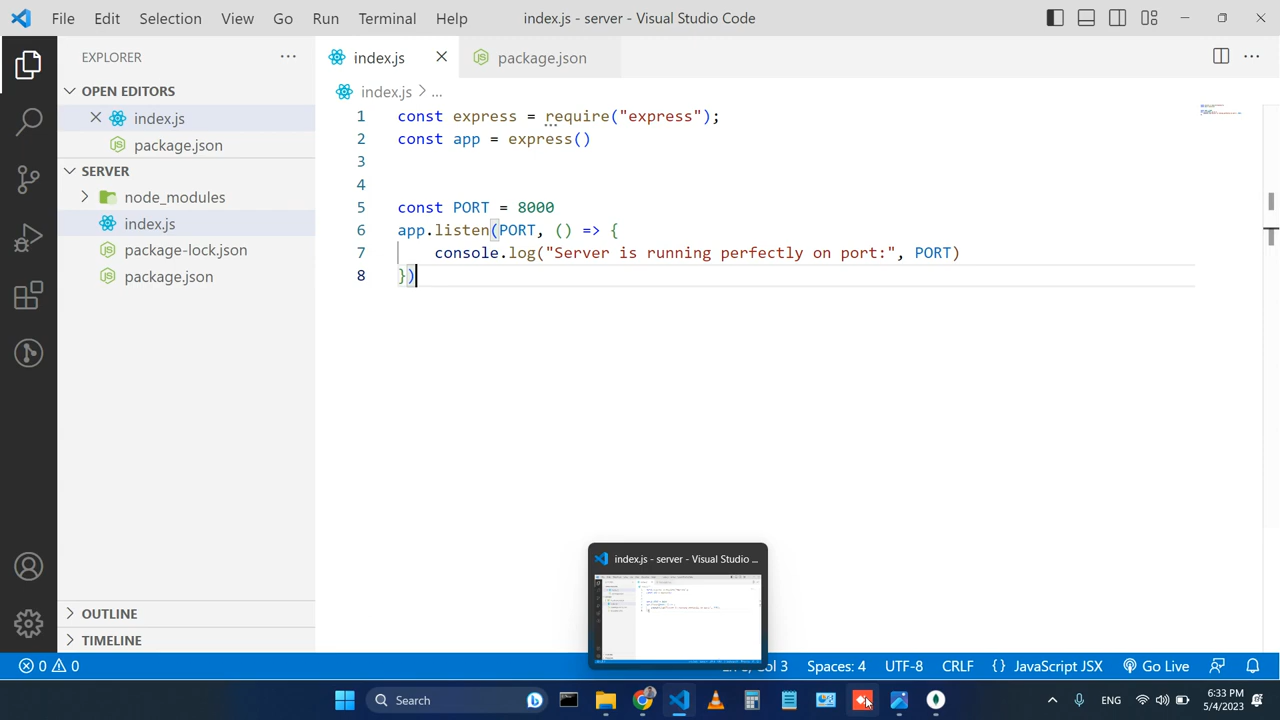 File Edit Selection View Go Run Terminal Help index.js - server - Visual Studio Code
EXPLORER
index.js
package.json
OPEN EDITORS
index.js
package.json
SERVER
node_modules
index.js
package-lock.json
package.json
OUTLINE
TIMELINE
index.js > ...
1 const express = require("express");
2 const app = express()
3
4
5 const PORT = 8000
6 app.listen(PORT, () => {
7 console.log("Server is running perfectly on port:", PORT)
8 })
index.js - server - Visual Studio ...
0 0
Col 3 Spaces: 4 UTF-8 CRLF {} JavaScript JSX Go Live
Search
ENG
6:33 PM
5/4/2023